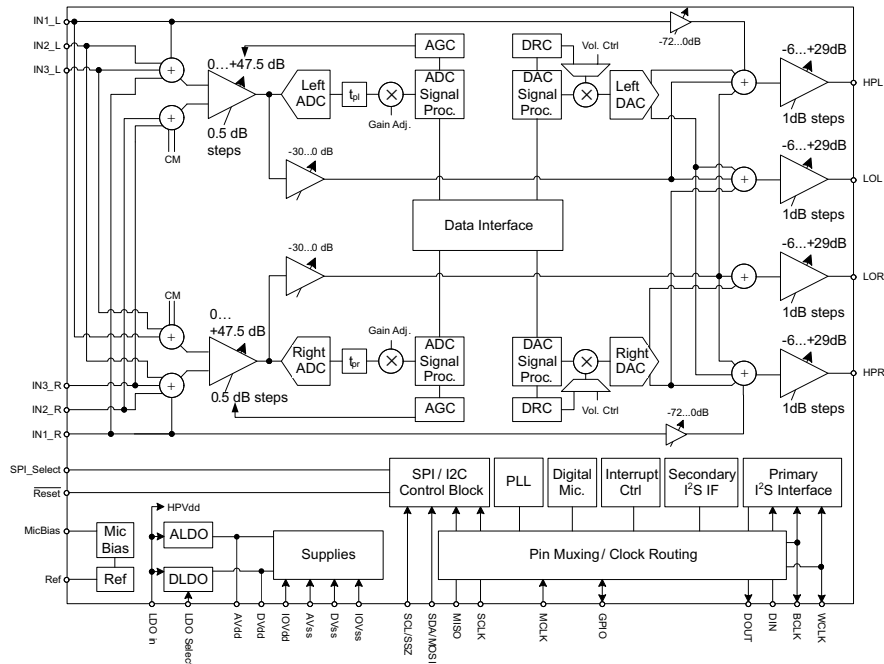 IN1_L
IN2_L
IN3_L
0…
+47.5 dB
0.5 dB
steps
CM
Left
ADC
tpl
Gain Adj.
AGC
ADC
Signal
Proc.
DRC
Vol. Ctrl
DAC
Signal
Proc.
Left
DAC
-72...0dB
-6...+29dB
HPL
1dB steps
-30...0 dB
-6...+29dB
LOL
1dB steps
Data Interface
-30...0 dB
-6...+29dB
LOR
1dB steps
CM
0…
+47.5 dB
0.5 dB steps
Right
ADC
tpr
Gain Adj.
ADC
Signal
Proc.
AGC
DAC
Signal
Proc.
DRC
Right
DAC
Vol. Ctrl
-6...+29dB
HPR
1dB steps
-72...0dB
IN3_R
IN2_R
IN1_R
SPI_Select
Reset
SPI / I2C
Control Block
PLL
Digital
Mic.
Interrupt
Ctrl
Secondary
I²S IF
Primary
I²S Interface
HPVdd
MicBias
Mic
Bias
Ref
Ref
ALDO
DLDO
Supplies
Pin Muxing / Clock Routing
LDO in
LDO Select
AVdd
DVdd
IOVdd
AVss
DVss
IOVss
SCL/SSZ
SDA/MOSI
MISO
SCLK
MCLK
GPIO
DOUT
DIN
BCLK
WCLK